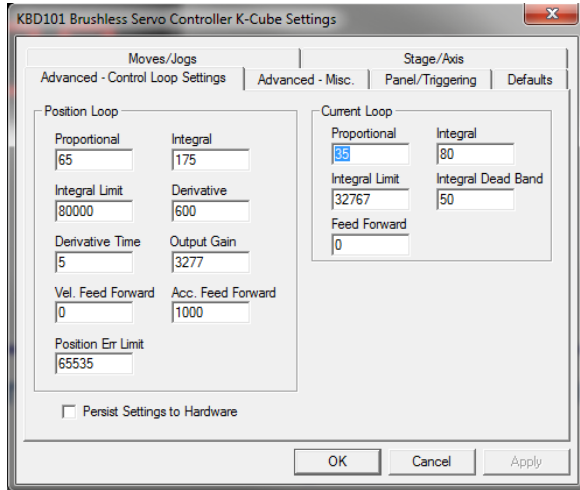 KBD101 Brushless Servo Controller K-Cube Settings
x
Moves/Jogs
Stage/Axis
Advanced - Control Loop Settings
Advanced - Misc.
Panel/Triggering
Defaults
Position Loop
Proportional
Integral
65
175
Integral Limit
Derivative
80000
600
Derivative Time
Output Gain
5
3277
Vel. Feed Forward
Acc. Feed Forward
0
1000
Position Err Limit
65535
Persist Settings to Hardware
Current Loop
Proportional
Integral
35
80
Integral Limit
Integral Dead Band
32767
50
Feed Forward
0
OK
Cancel
Apply